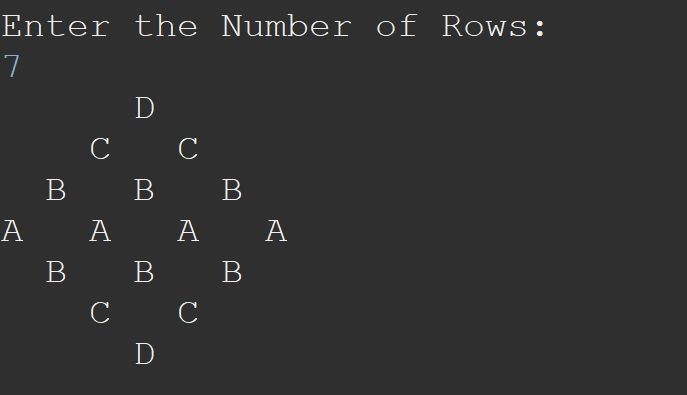 Enter the Number of Rows:
7
      D
    C   C
  B   B   B
A   A   A   A
  B   B   B
    C   C
      D